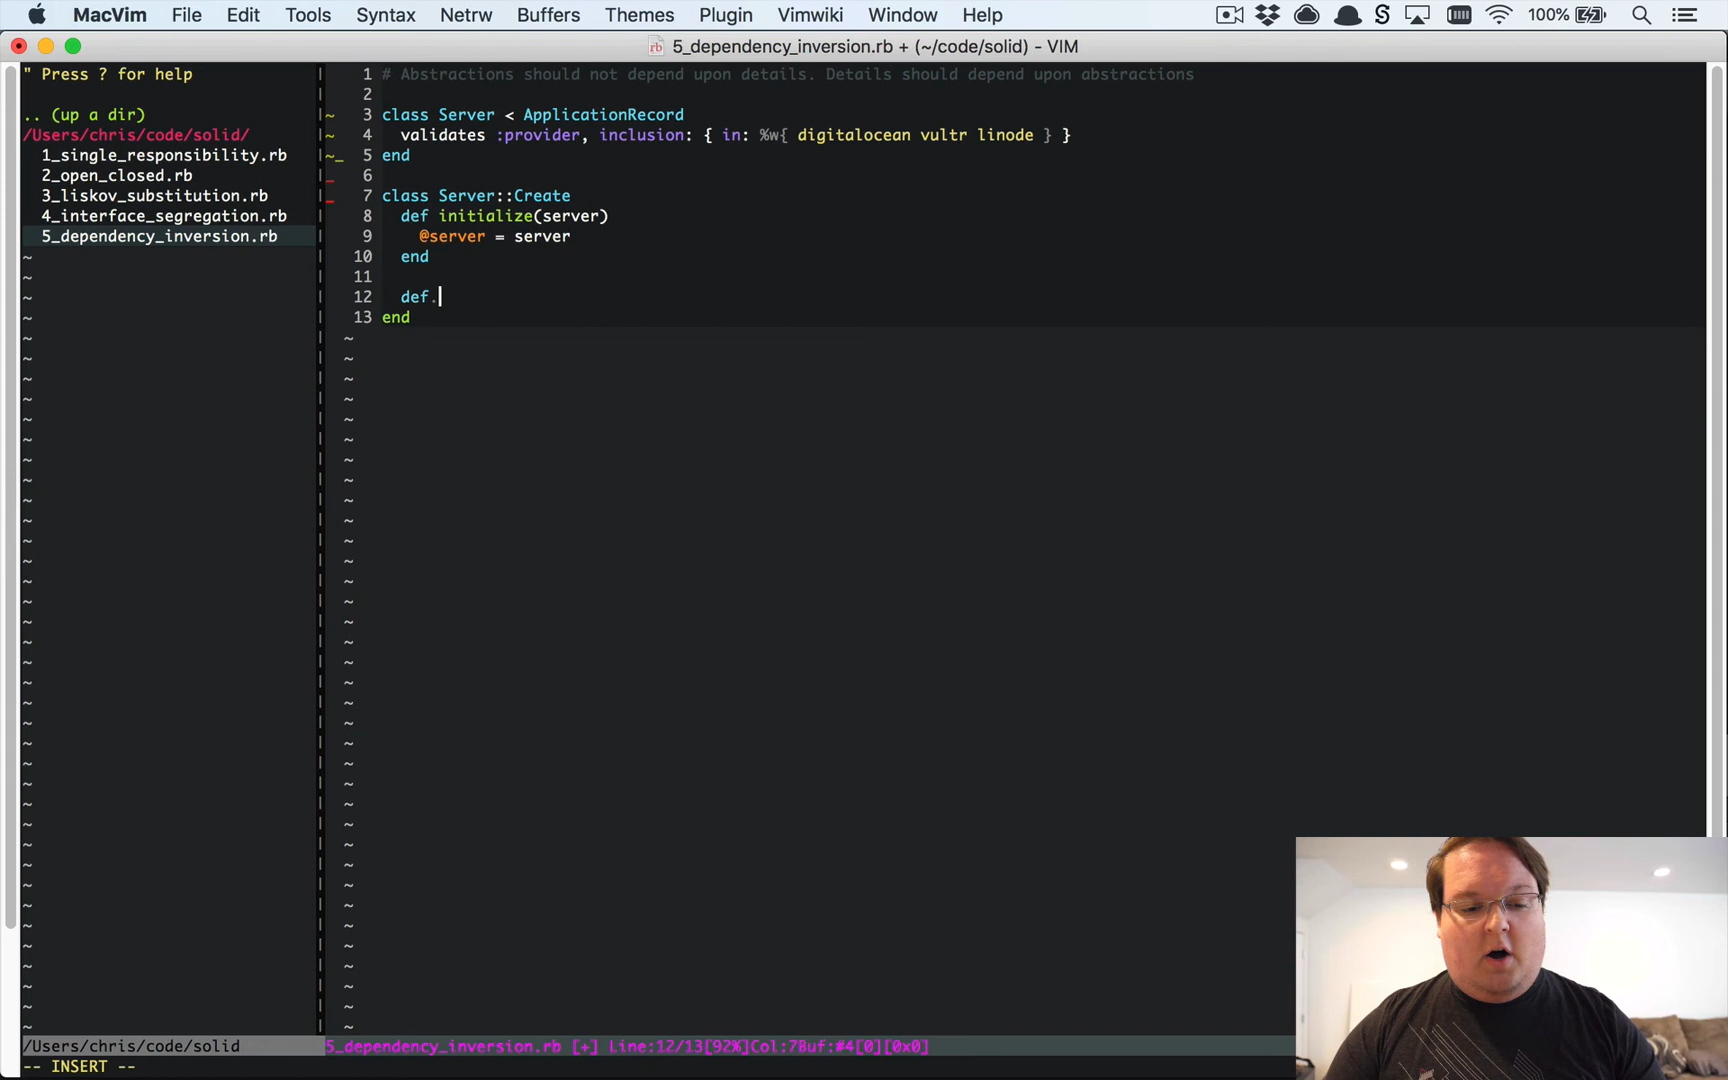 MacVim File Edit Tools Syntax Netrw Buffers Themes Plugin Vimwiki Window Help 100%
5_dependency_inversion.rb + (~/code/solid) - VIM
" Press ? for help
.. (up a dir)
/Users/chris/code/solid/
1_single_responsibility.rb
2_open_closed.rb
3_liskov_substitution.rb
4_interface_segregation.rb
5_dependency_inversion.rb
1 # Abstractions should not depend upon details. Details should depend upon abstractions
2
~ 3 class Server < ApplicationRecord
~ 4 validates :provider, inclusion: { in: %w{ digitalocean vultr linode } }
~_ 5 end
_ 6
_ 7 class Server::Create
8 def initialize(server)
9 @server = server
10 end
11
12 def.
13 end
/Users/chris/code/solid
5_dependency_inversion.rb [+] Line:12/13[92%]Col:7Buf:#4[0][0x0]
-- INSERT --